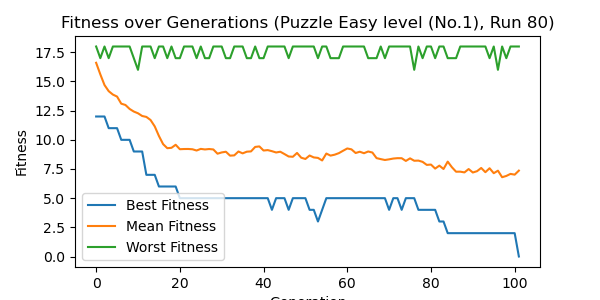 Fitness over Generations (Puzzle Easy level (No.1), Run 80)
Fitness
17.5
15.0
12.5
10.0
7.5
5.0
2.5
0.0
Best Fitness
Mean Fitness
Worst Fitness
0 20 40 60 80 100
Generation